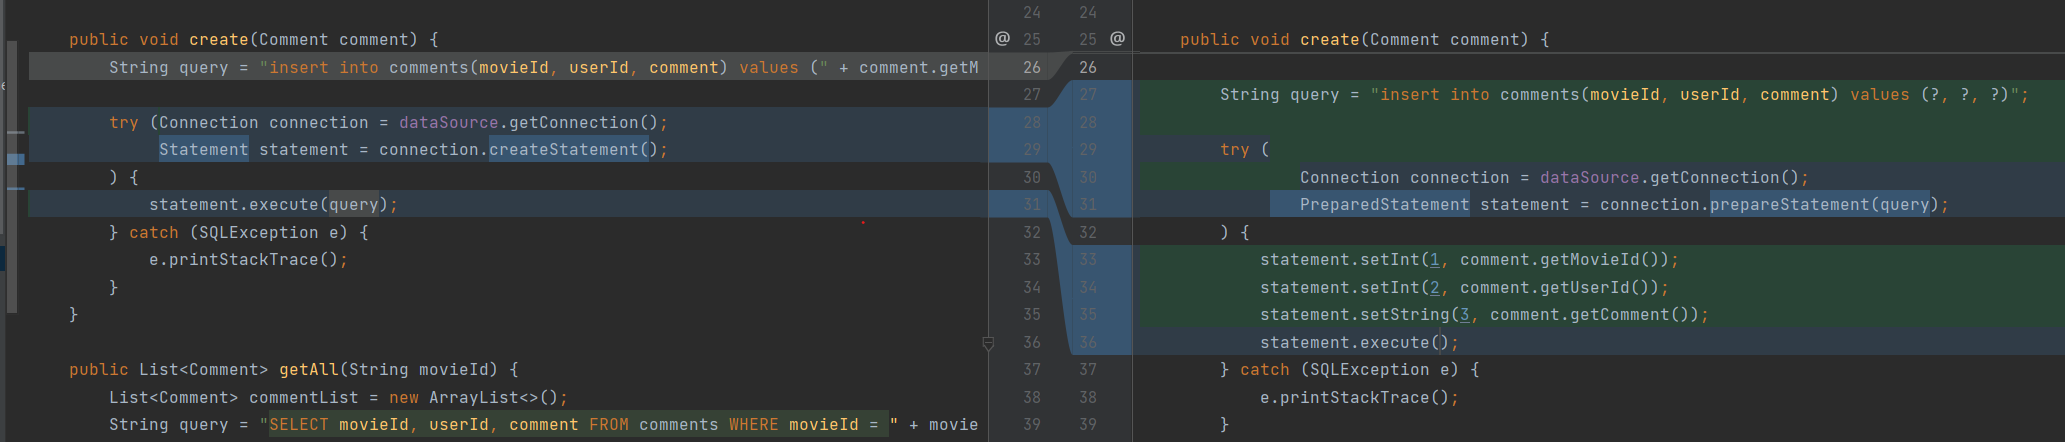 24 24
public void create(Comment comment) { @ 25 25 @ public void create(Comment comment) {
String query = "insert into comments(movieId, userId, comment) values (" + comment.getM 26 26
27 27 String query = "insert into comments(movieId, userId, comment) values (?, ?, ?)";
try (Connection connection = dataSource.getConnection(); 28 28
Statement statement = connection.createStatement(); 29 29 try (
) { 30 30 Connection connection = dataSource.getConnection();
statement.execute(query); 31 31 PreparedStatement statement = connection.prepareStatement(query);
} catch (SQLException e) { 32 32 ) {
e.printStackTrace(); 33 33 statement.setInt(1, comment.getMovieId());
} 34 34 statement.setInt(2, comment.getUserId());
} 35 35 statement.setString(3, comment.getComment());
36 36 statement.execute();
public List<Comment> getAll(String movieId) { 37 37 } catch (SQLException e) {
List<Comment> commentList = new ArrayList<>(); 38 38 e.printStackTrace();
String query = "SELECT movieId, userId, comment FROM comments WHERE movieId = " + movie 39 39 }